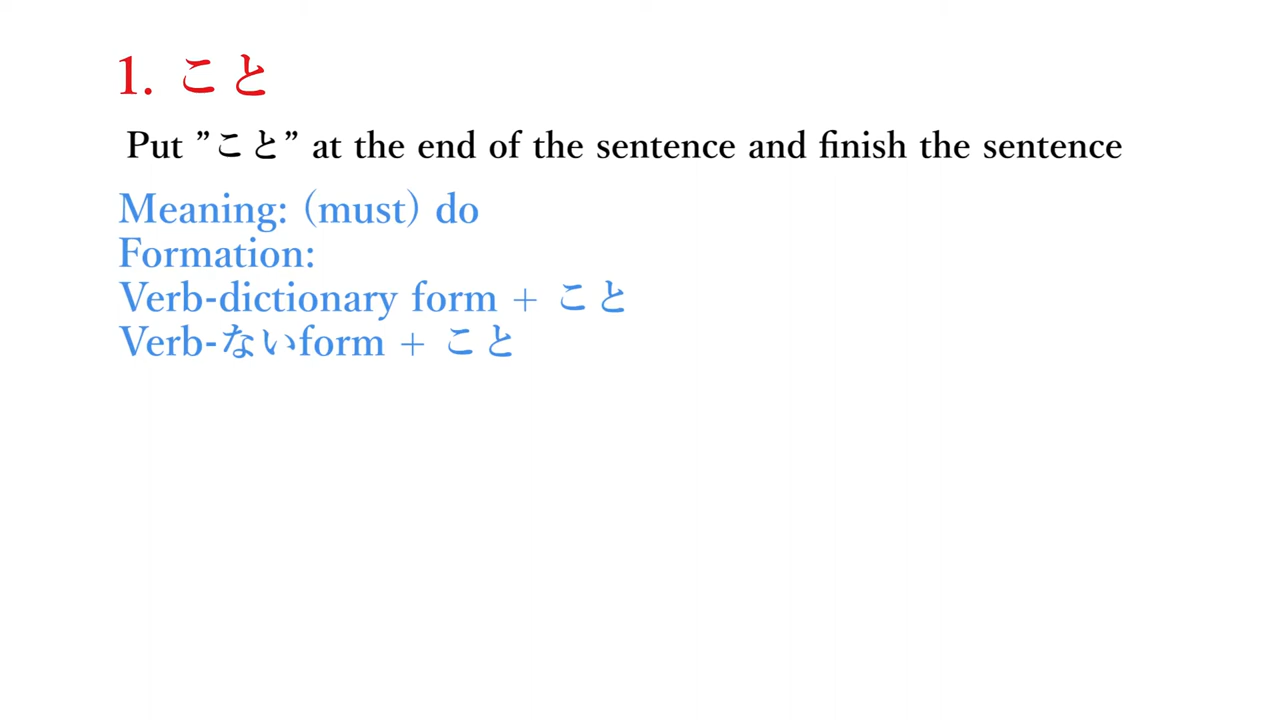 1. こと
Put ”こと” at the end of the sentence and finish the sentence
Meaning: (must) do
Formation:
Verb-dictionary form + こと
Verb-ないform + こと